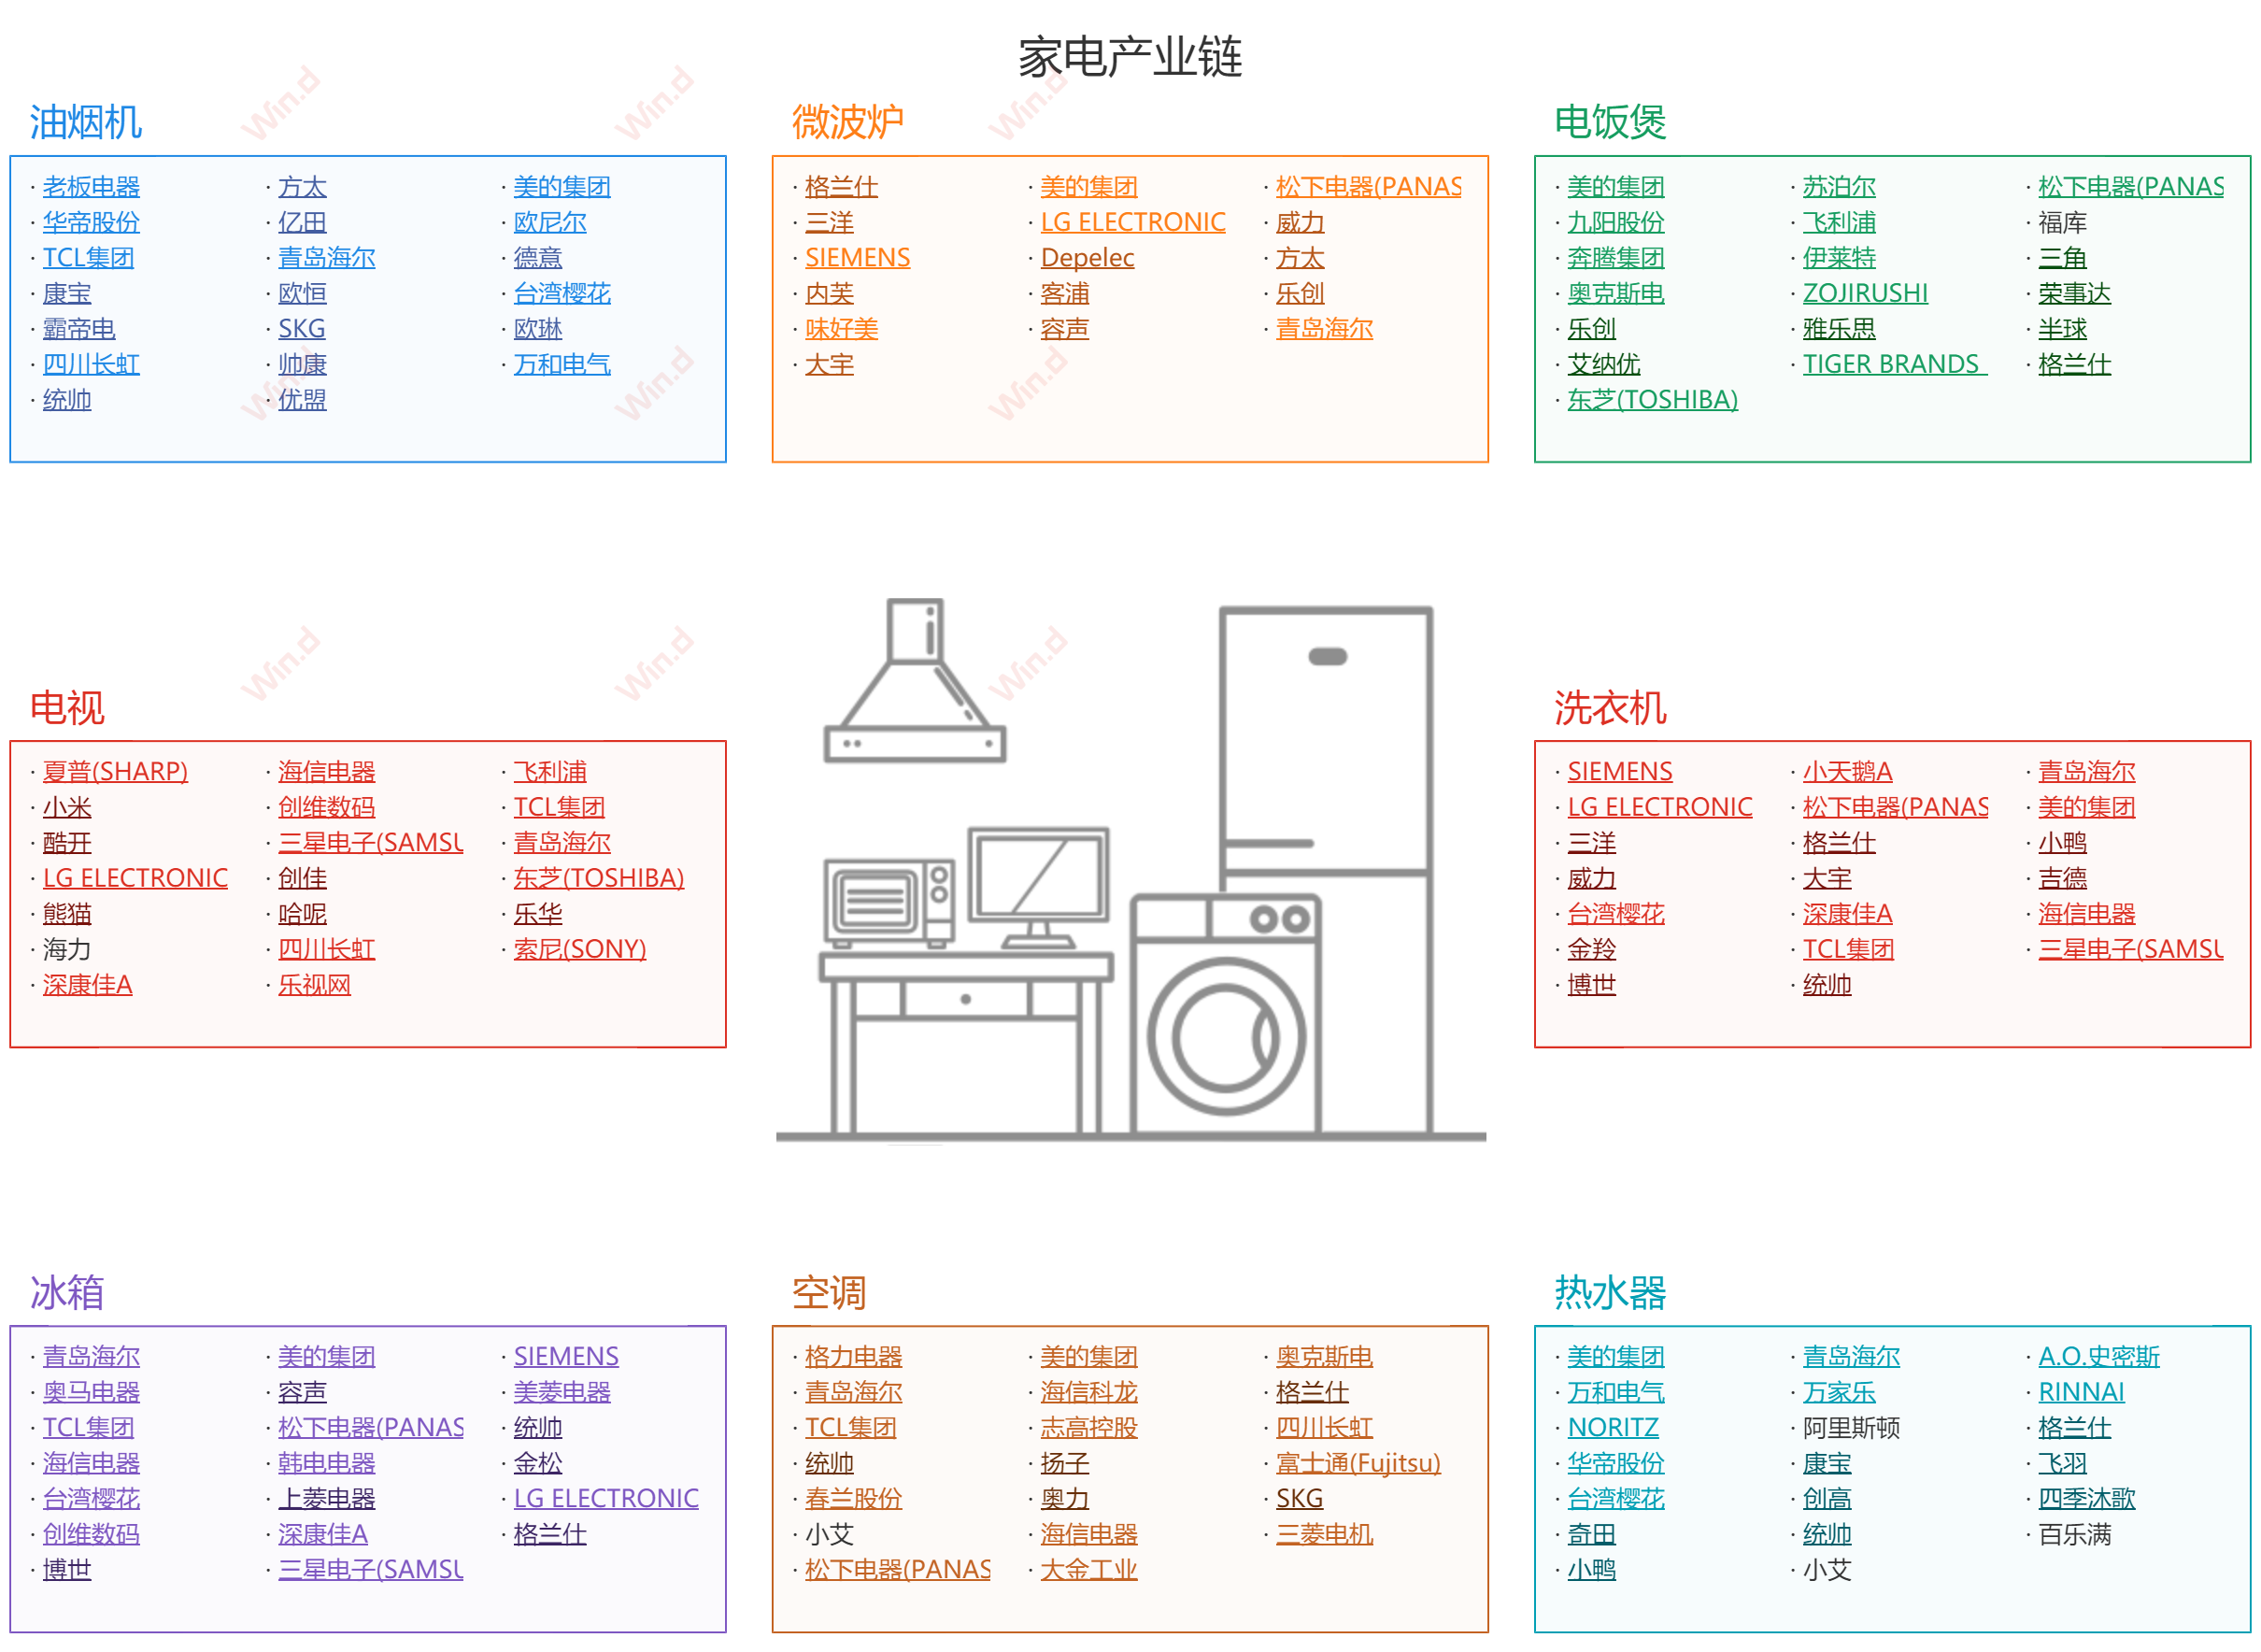 家电产业链
油烟机
· 老板电器 · 方太 · 美的集团
· 华帝股份 · 亿田 · 欧尼尔
· TCL集团 · 青岛海尔 · 德意
· 康宝 · 欧恒 · 台湾樱花
· 霸帝电 · SKG · 欧琳
· 四川长虹 · 帅康 · 万和电气
· 统帅 · 优盟
微波炉
· 格兰仕 · 美的集团 · 松下电器(PANAS
· 三洋 · LG ELECTRONIC · 威力
· SIEMENS · Depelec · 方太
· 内芙 · 客浦 · 乐创
· 味好美 · 容声 · 青岛海尔
· 大宇
电饭煲
· 美的集团 · 苏泊尔 · 松下电器(PANAS
· 九阳股份 · 飞利浦 · 福库
· 奔腾集团 · 伊莱特 · 三角
· 奥克斯电 · ZOJIRUSHI · 荣事达
· 乐创 · 雅乐思 · 半球
· 艾纳优 · TIGER BRANDS · 格兰仕
· 东芝(TOSHIBA)
电视
· 夏普(SHARP) · 海信电器 · 飞利浦
· 小米 · 创维数码 · TCL集团
· 酷开 · 三星电子(SAMSU · 青岛海尔
· LG ELECTRONIC · 创佳 · 东芝(TOSHIBA)
· 熊猫 · 哈呢 · 乐华
· 海力 · 四川长虹 · 索尼(SONY)
· 深康佳A · 乐视网
洗衣机
· SIEMENS · 小天鹅A · 青岛海尔
· LG ELECTRONIC · 松下电器(PANAS · 美的集团
· 三洋 · 格兰仕 · 小鸭
· 威力 · 大宇 · 吉德
· 台湾樱花 · 深康佳A · 海信电器
· 金羚 · TCL集团 · 三星电子(SAMSU
· 博世 · 统帅
冰箱
· 青岛海尔 · 美的集团 · SIEMENS
· 奥马电器 · 容声 · 美菱电器
· TCL集团 · 松下电器(PANAS · 统帅
· 海信电器 · 韩电电器 · 金松
· 台湾樱花 · 上菱电器 · LG ELECTRONIC
· 创维数码 · 深康佳A · 格兰仕
· 博世 · 三星电子(SAMSU
空调
· 格力电器 · 美的集团 · 奥克斯电
· 青岛海尔 · 海信科龙 · 格兰仕
· TCL集团 · 志高控股 · 四川长虹
· 统帅 · 扬子 · 富士通(Fujitsu)
· 春兰股份 · 奥力 · SKG
· 小艾 · 海信电器 · 三菱电机
· 松下电器(PANAS · 大金工业
热水器
· 美的集团 · 青岛海尔 · A.O.史密斯
· 万和电气 · 万家乐 · RINNAI
· NORITZ · 阿里斯顿 · 格兰仕
· 华帝股份 · 康宝 · 飞羽
· 台湾樱花 · 创高 · 四季沐歌
· 奇田 · 统帅 · 百乐满
· 小鸭 · 小艾
Win.d
Win.d
Win.d
Win.d
Win.d
Win.d
Win.d
Win.d
Win.d